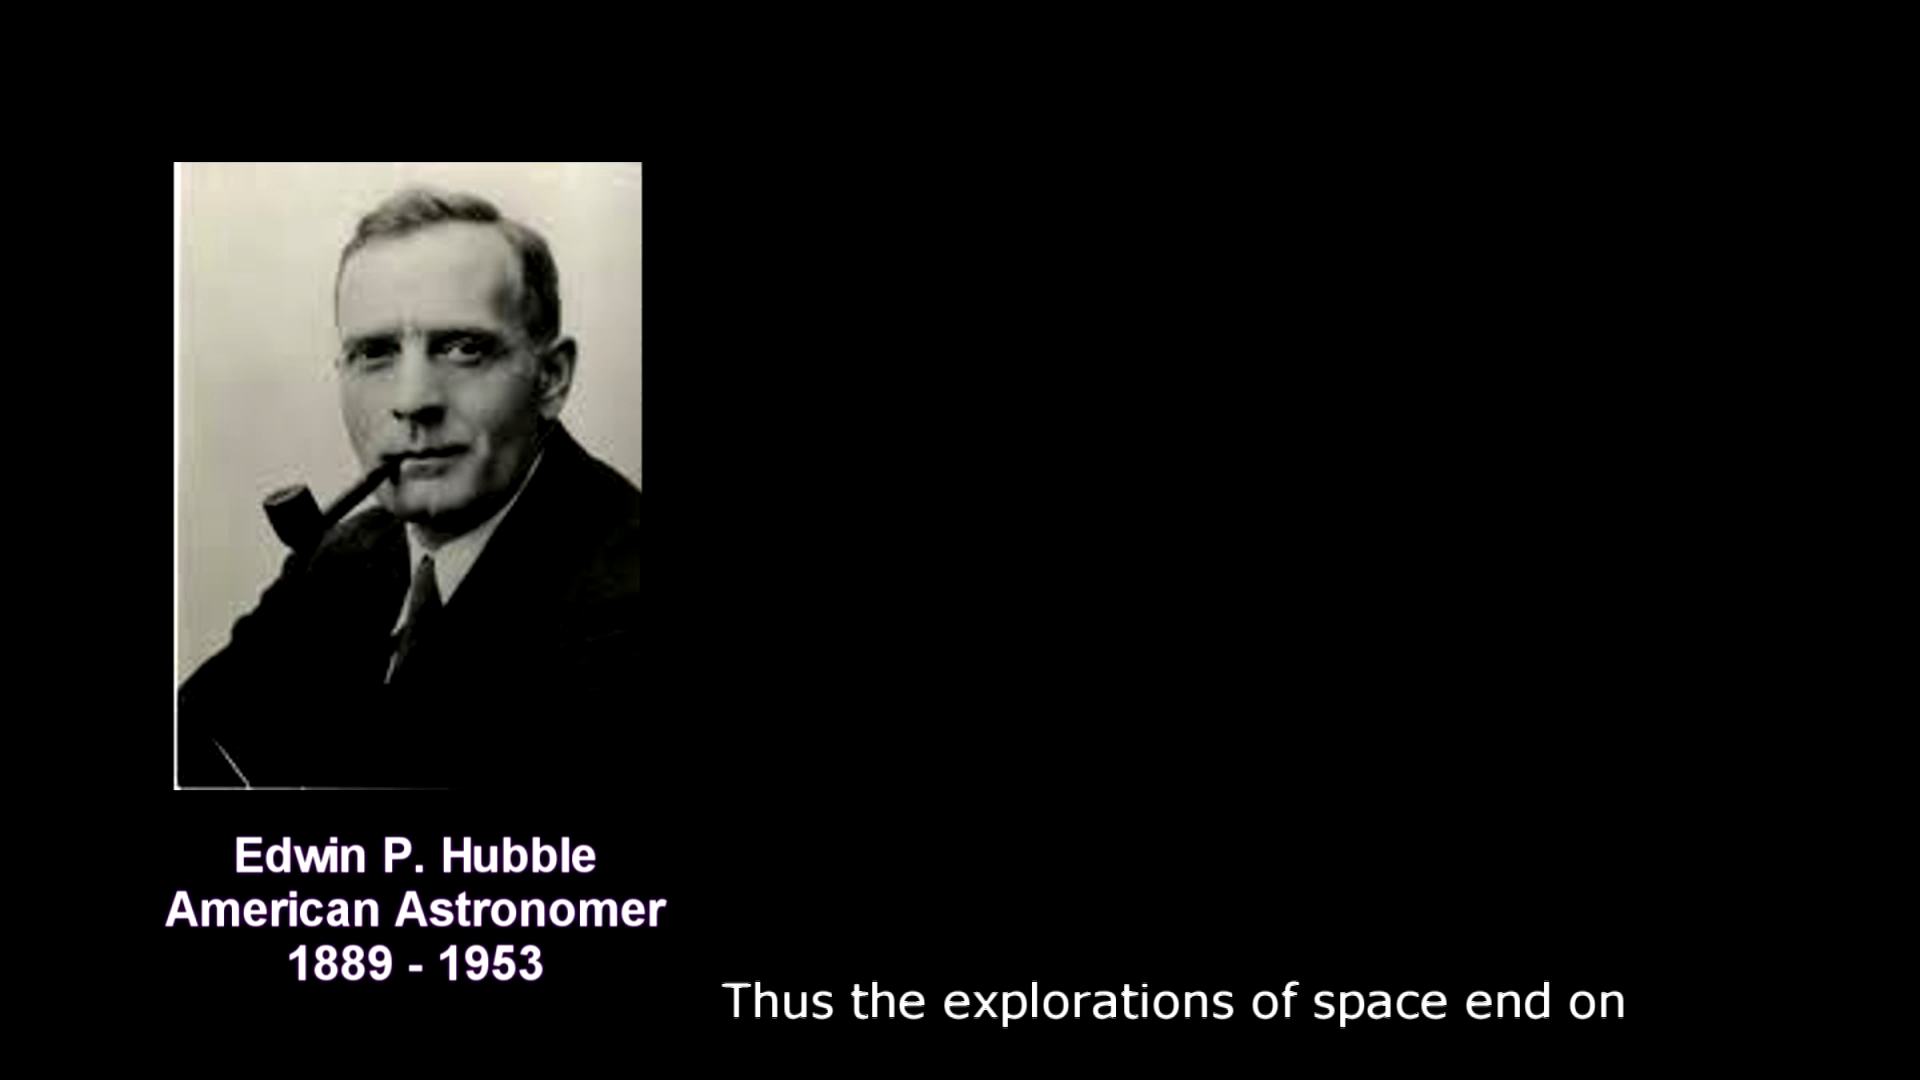 Edwin P. Hubble
American Astronomer
1889 - 1953
Thus the explorations of space end on